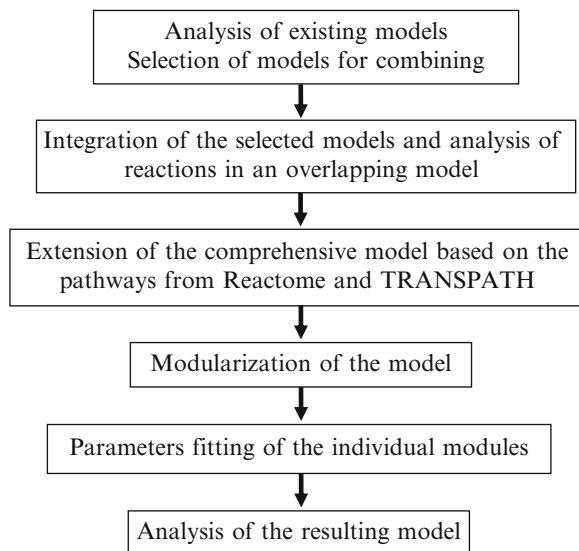 Analysis of existing models
Selection of models for combining
Integration of the selected models and analysis of
reactions in an overlapping model
Extension of the comprehensive model based on the
pathways from Reactome and TRANSPATH
Modularization of the model
Parameters fitting of the individual modules
Analysis of the resulting model